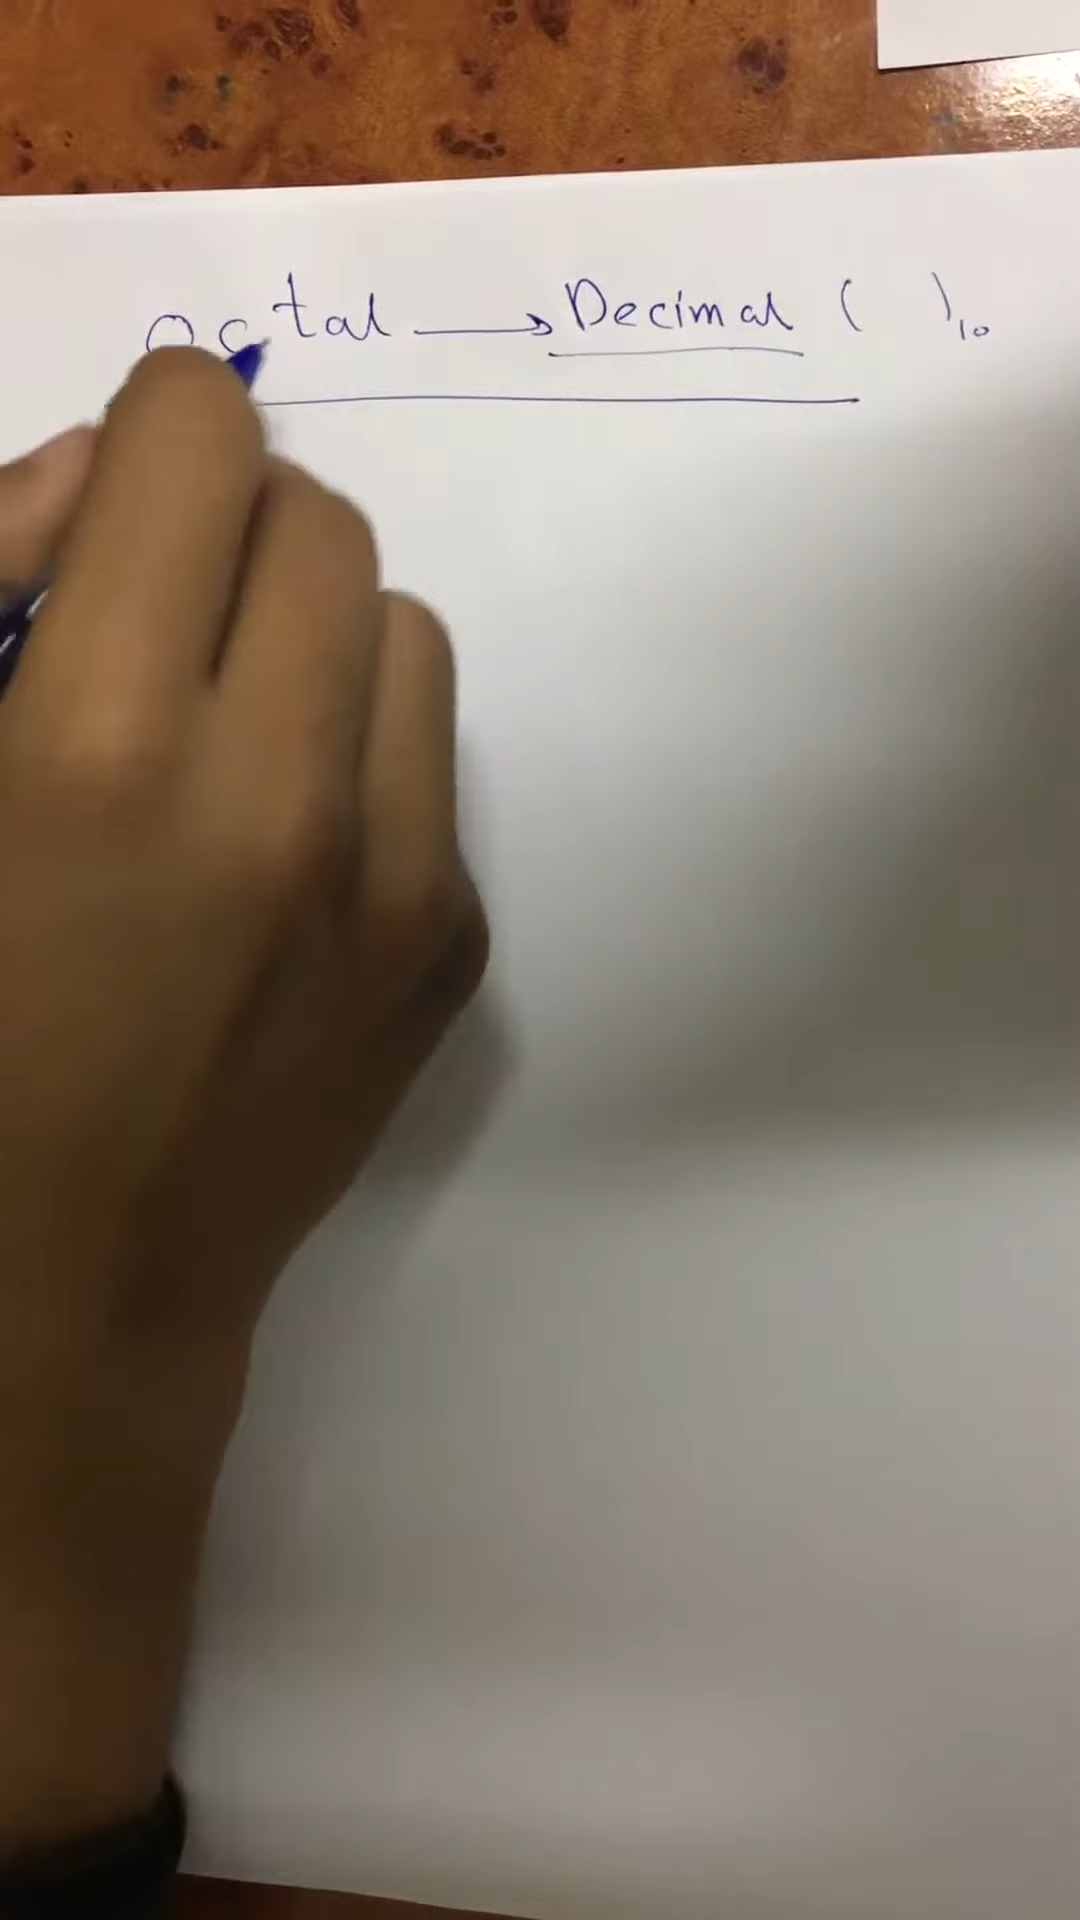 Octal → Decimal ( )₁₀